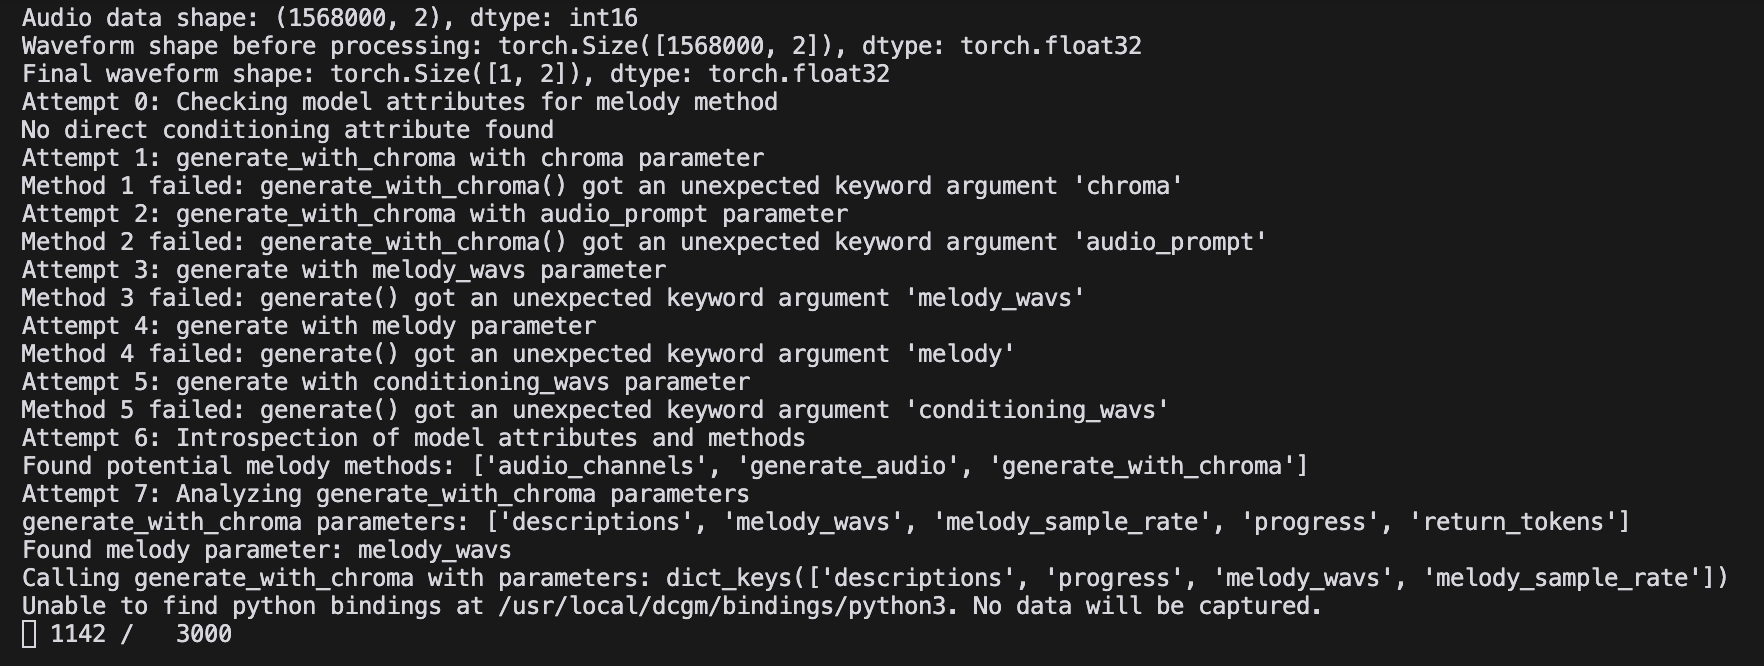 Audio data shape: (1568000, 2), dtype: int16
Waveform shape before processing: torch.Size([1568000, 2]), dtype: torch.float32
Final waveform shape: torch.Size([1, 2]), dtype: torch.float32
Attempt 0: Checking model attributes for melody method
No direct conditioning attribute found
Attempt 1: generate_with_chroma with chroma parameter
Method 1 failed: generate_with_chroma() got an unexpected keyword argument 'chroma'
Attempt 2: generate_with_chroma with audio_prompt parameter
Method 2 failed: generate_with_chroma() got an unexpected keyword argument 'audio_prompt'
Attempt 3: generate with melody_wavs parameter
Method 3 failed: generate() got an unexpected keyword argument 'melody_wavs'
Attempt 4: generate with melody parameter
Method 4 failed: generate() got an unexpected keyword argument 'melody'
Attempt 5: generate with conditioning_wavs parameter
Method 5 failed: generate() got an unexpected keyword argument 'conditioning_wavs'
Attempt 6: Introspection of model attributes and methods
Found potential melody methods: ['audio_channels', 'generate_audio', 'generate_with_chroma']
Attempt 7: Analyzing generate_with_chroma parameters
generate_with_chroma parameters: ['descriptions', 'melody_wavs', 'melody_sample_rate', 'progress', 'return_tokens']
Found melody parameter: melody_wavs
Calling generate_with_chroma with parameters: dict_keys(['descriptions', 'progress', 'melody_wavs', 'melody_sample_rate'])
Unable to find python bindings at /usr/local/dcgm/bindings/python3. No data will be captured.
1142 /   3000